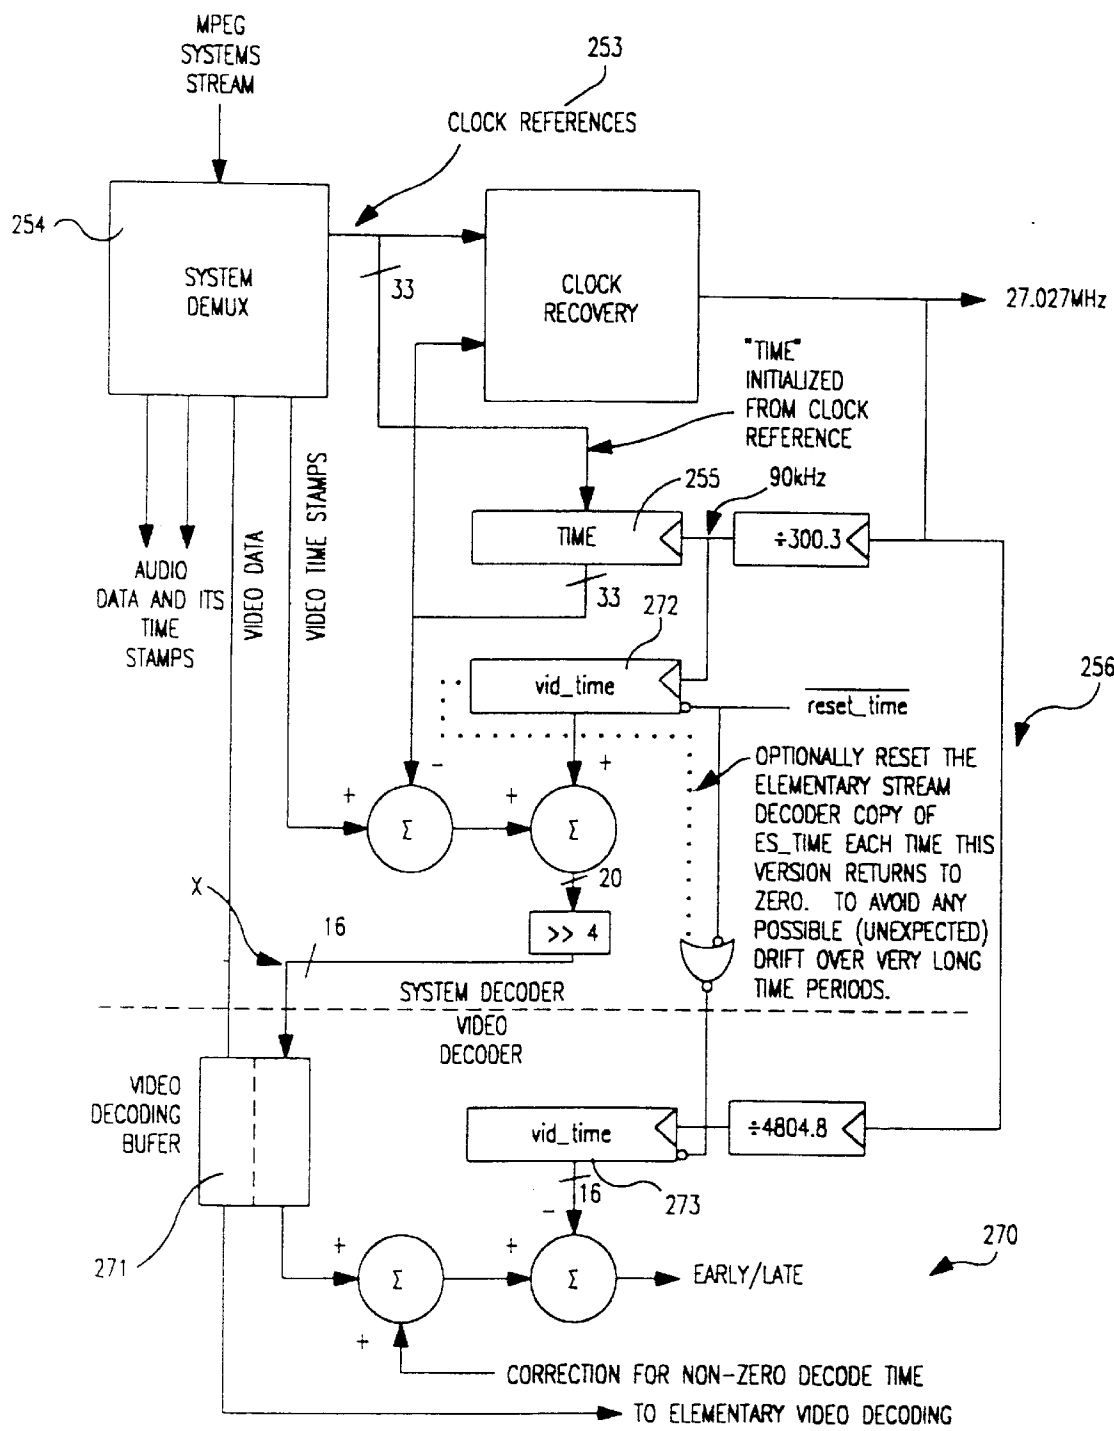 MPEG
SYSTEMS
STREAM
253
CLOCK REFERENCES
254
SYSTEM
DEMUX
33
CLOCK
RECOVERY
27.027MHz
"TIME"
INITIALIZED
FROM CLOCK
REFERENCE
255
90kHz
TIME
÷300.3
33
AUDIO
DATA AND ITS
TIME
STAMPS
VIDEO DATA
VIDEO TIME STAMPS
272
vid_time
reset_time
256
−
+
+
+
Σ
Σ
OPTIONALLY RESET THE
ELEMENTARY STREAM
DECODER COPY OF
ES_TIME EACH TIME THIS
VERSION RETURNS TO
ZERO. TO AVOID ANY
POSSIBLE (UNEXPECTED)
DRIFT OVER VERY LONG
TIME PERIODS.
20
X
16
>> 4
SYSTEM DECODER
VIDEO
DECODER
VIDEO
DECODING
BUFER
vid_time
÷4804.8
16
273
271
−
+
+
Σ
Σ
EARLY/LATE
270
+
CORRECTION FOR NON-ZERO DECODE TIME
TO ELEMENTARY VIDEO DECODING